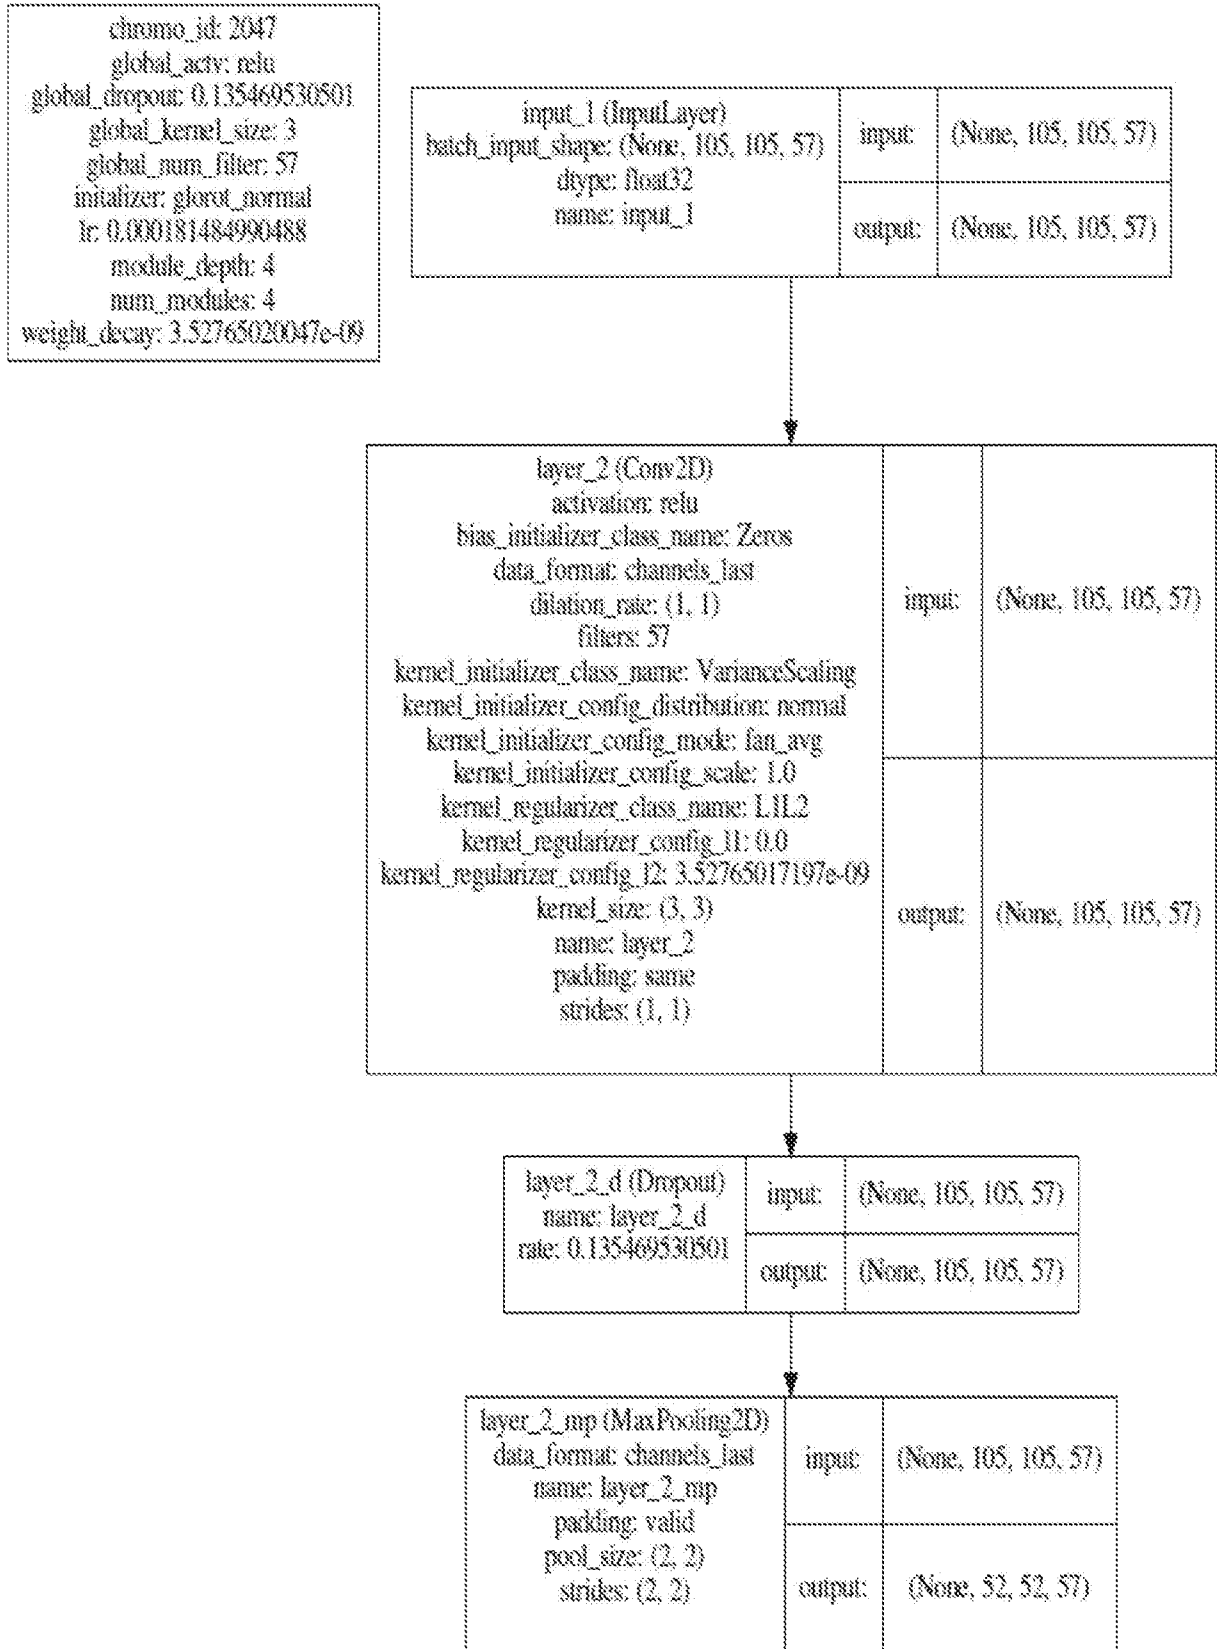 chromo_id: 2047
global_actv: relu
global_dropout: 0.135469530501
global_kernel_size: 3
global_num_filter: 57
initalizer: glorot_normal
lr: 0.000181484990488
module_depth: 4
num_modules: 4
weight_decay: 3.52765020047e-09
input_1 (InputLayer)
batch_input_shape: (None, 105, 105, 57)
dtype: float32
name: input_1
input:
(None, 105, 105, 57)
output:
(None, 105, 105, 57)
layer_2 (Conv2D)
activation: relu
bias_initializer_class_name: Zeros
data_format: channels_last
dilation_rate: (1, 1)
filters: 57
kernel_initializer_class_name: VarianceScaling
kernel_initializer_config_distribution: normal
kernel_initializer_config_mode: fan_avg
kernel_initializer_config_scale: 1.0
kernel_regularizer_class_name: L1L2
kernel_regularizer_config_l1: 0.0
kernel_regularizer_config_l2: 3.52765017197e-09
kernel_size: (3, 3)
name: layer_2
padding: same
strides: (1, 1)
input:
(None, 105, 105, 57)
output:
(None, 105, 105, 57)
layer_2_d (Dropout)
name: layer_2_d
rate: 0.135469530501
input:
(None, 105, 105, 57)
output:
(None, 105, 105, 57)
layer_2_mp (MaxPooling2D)
data_format: channels_last
name: layer_2_mp
padding: valid
pool_size: (2, 2)
strides: (2, 2)
input:
(None, 105, 105, 57)
output:
(None, 52, 52, 57)